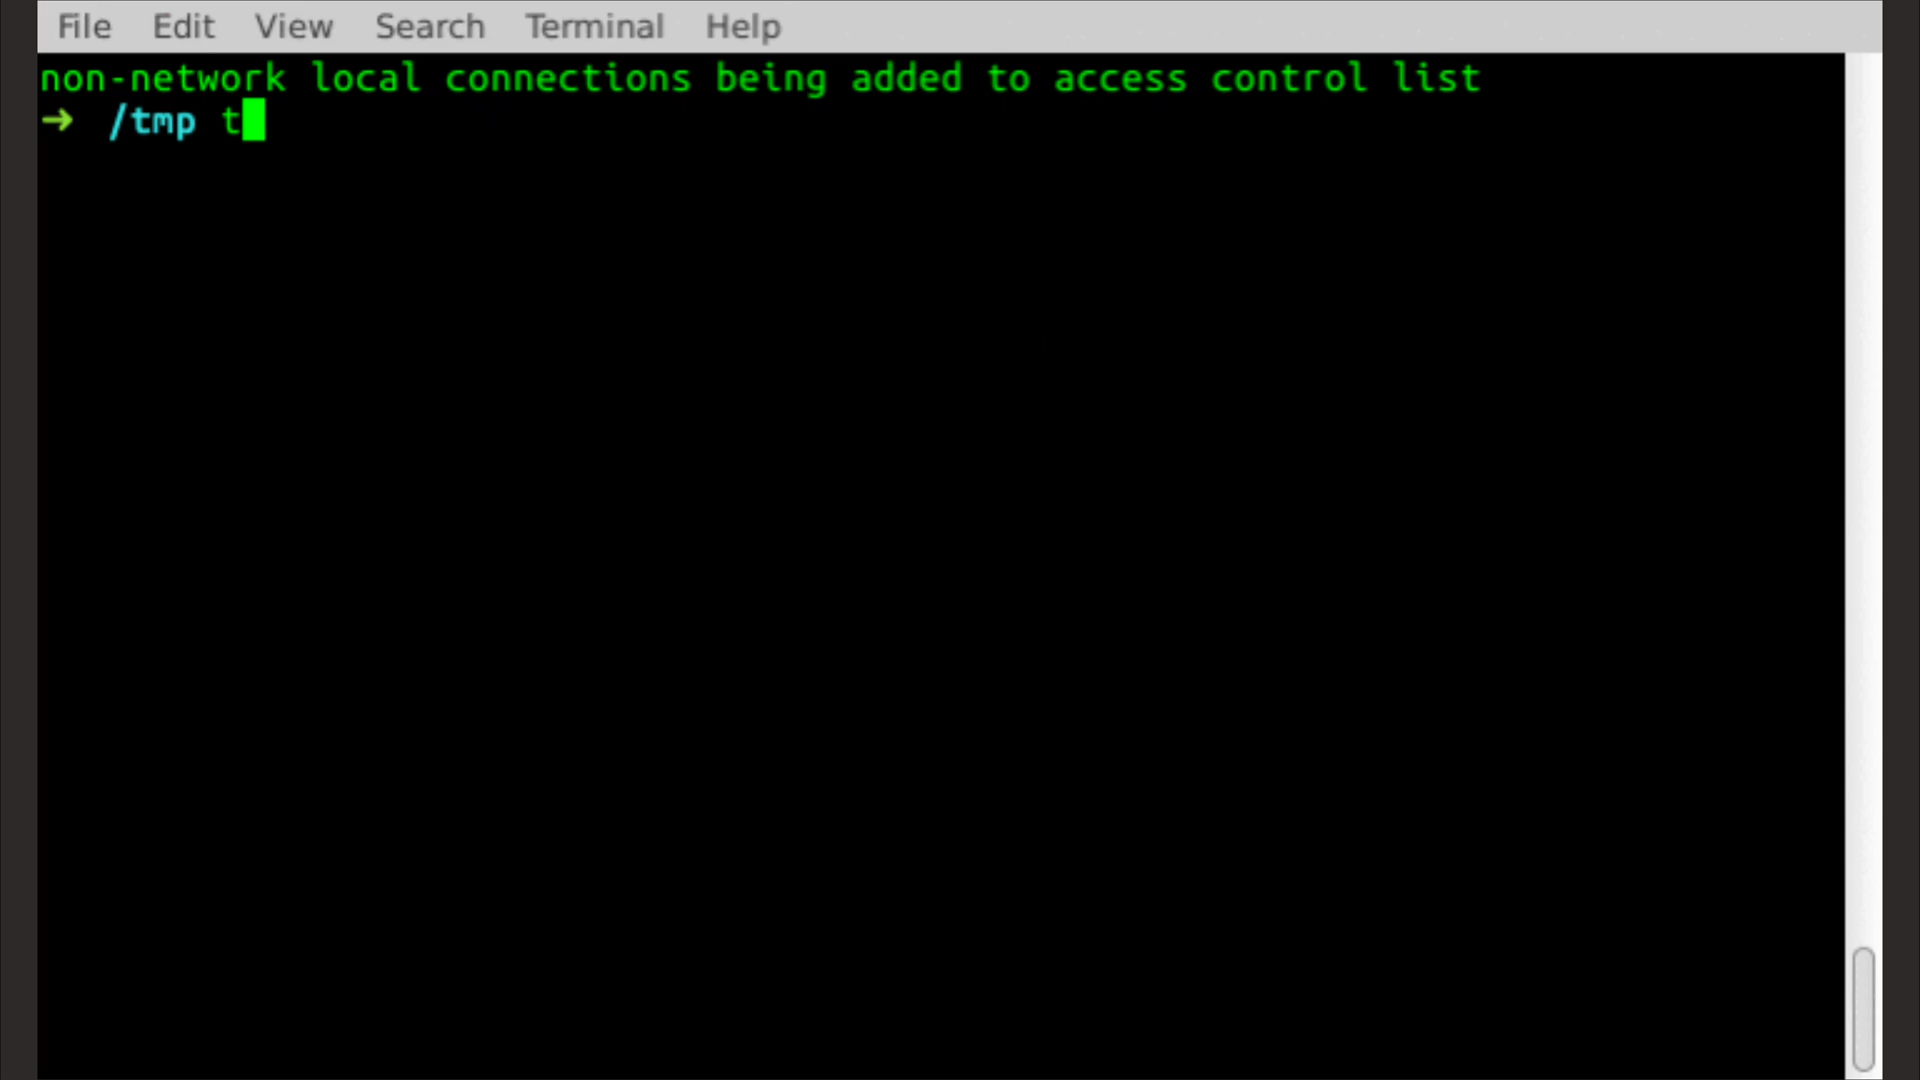 File Edit View Search Terminal Help
non-network local connections being added to access control list
➜ /tmp t